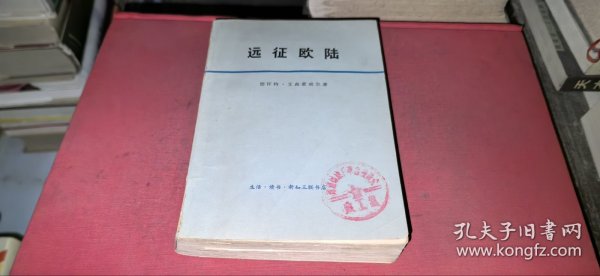 远征欧陆
德怀特·艾森豪威尔著
生活·读书·新知三联书店
孔夫子旧书网
www.kongfz.com